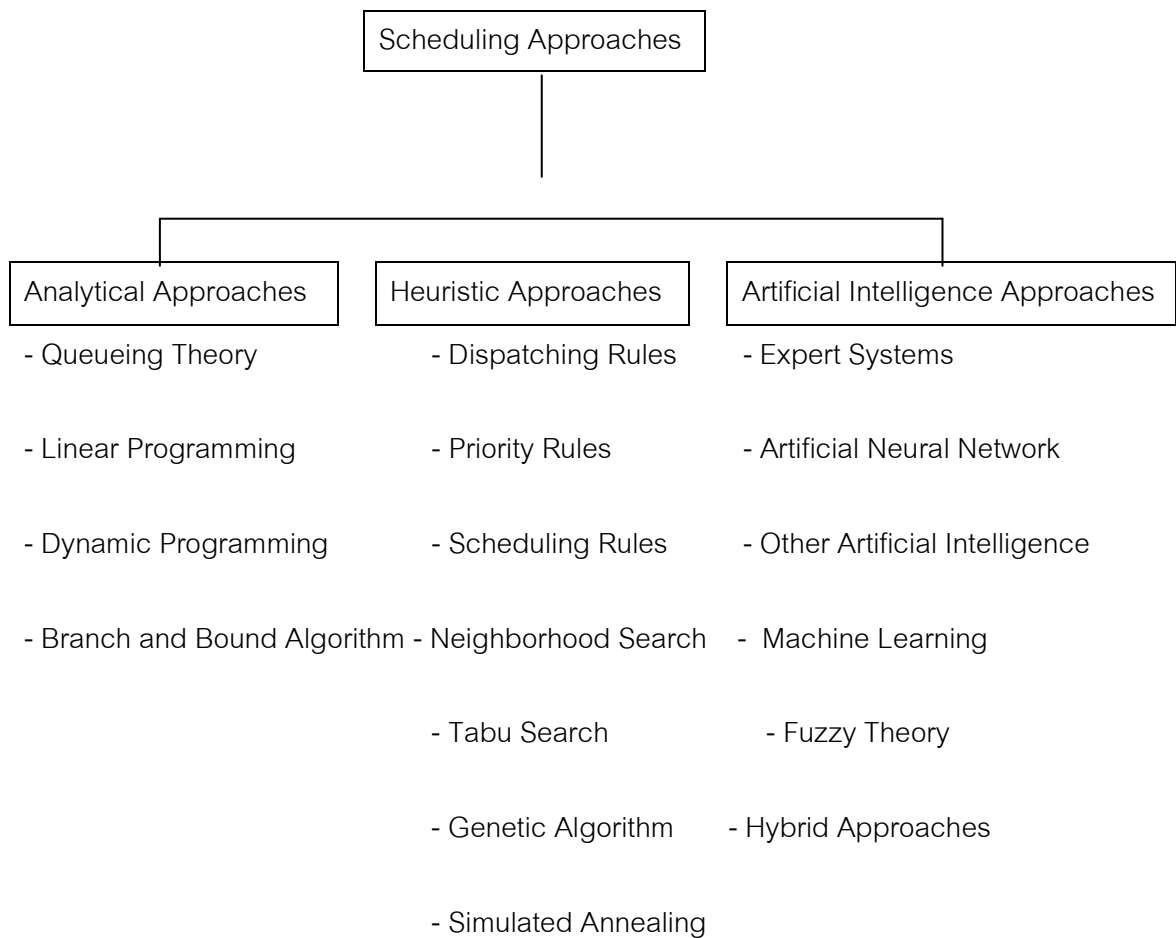 Scheduling Approaches
Analytical Approaches
- Queueing Theory
- Linear Programming
- Dynamic Programming
- Branch and Bound Algorithm
Heuristic Approaches
- Dispatching Rules
- Priority Rules
- Scheduling Rules
- Neighborhood Search
- Tabu Search
- Genetic Algorithm
- Simulated Annealing
Artificial Intelligence Approaches
- Expert Systems
- Artificial Neural Network
- Other Artificial Intelligence
- Machine Learning
- Fuzzy Theory
- Hybrid Approaches